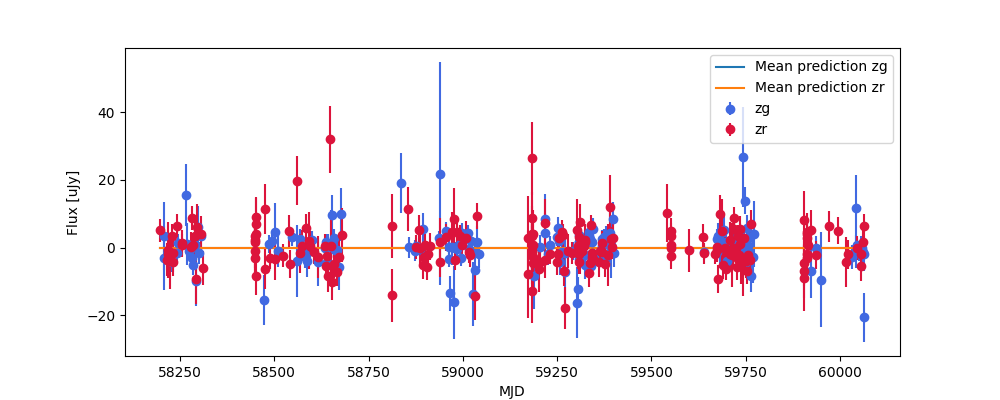 Mean prediction zg
Mean prediction zr
zg
zr
Flux [uJy]
40
20
0
−20
58250 58500 58750 59000 59250 59500 59750 60000
MJD